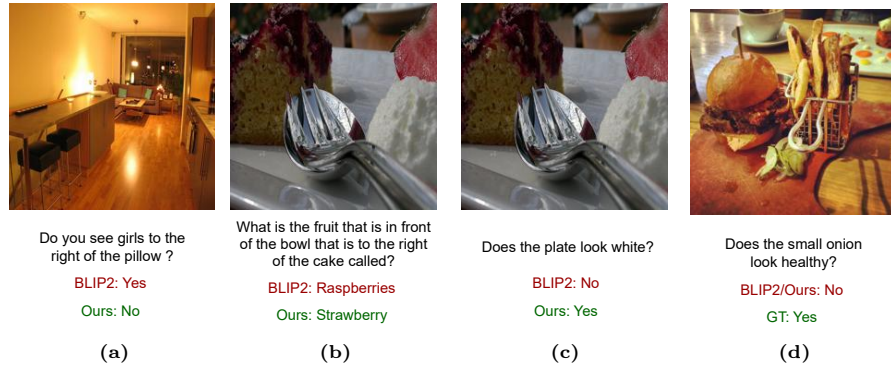 Do you see girls to the
right of the pillow ?
BLIP2: Yes
Ours: No
(a)
What is the fruit that is in front
of the bowl that is to the right
of the cake called?
BLIP2: Raspberries
Ours: Strawberry
(b)
Does the plate look white?
BLIP2: No
Ours: Yes
(c)
Does the small onion
look healthy?
BLIP2/Ours: No
GT: Yes
(d)